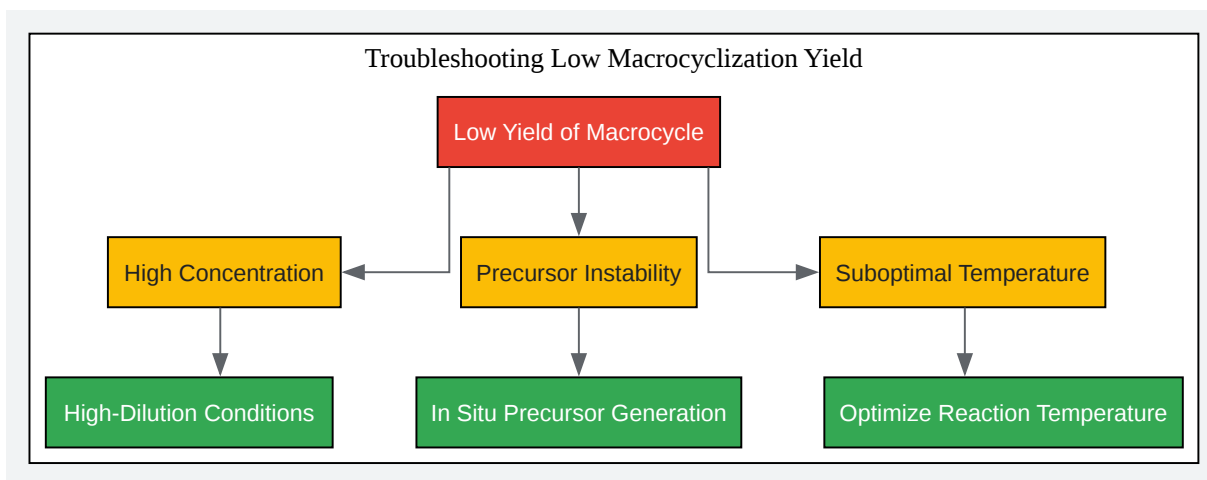 Troubleshooting Low Macrocyclization Yield
Low Yield of Macrocycle
High Concentration
Precursor Instability
Suboptimal Temperature
High-Dilution Conditions
In Situ Precursor Generation
Optimize Reaction Temperature